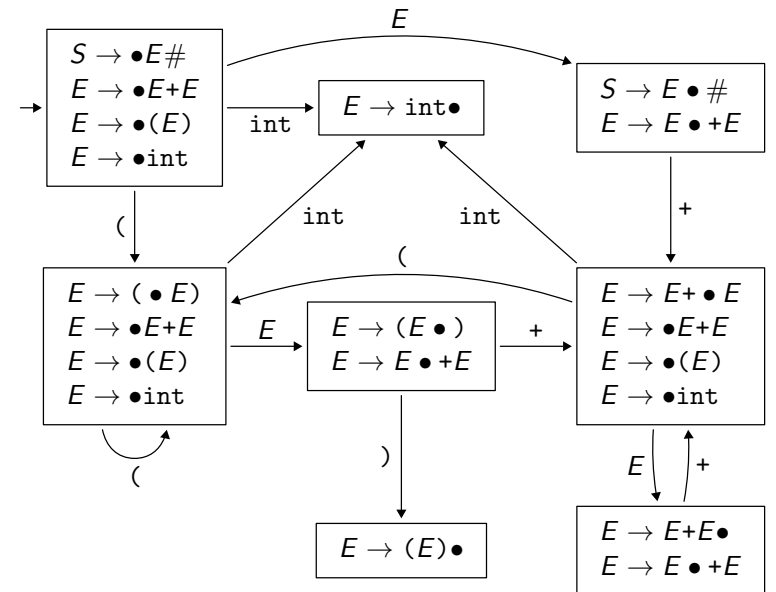 E
S → •E#
E → •E+E
E → •(E)
E → •int
int
E → int•
S → E • #
E → E • +E
(
int
int
+
(
E → ( • E)
E → •E+E
E → •(E)
E → •int
E
E → (E • )
E → E • +E
+
E → E+ • E
E → •E+E
E → •(E)
E → •int
(
)
E
+
E → (E)•
E → E+E•
E → E • +E